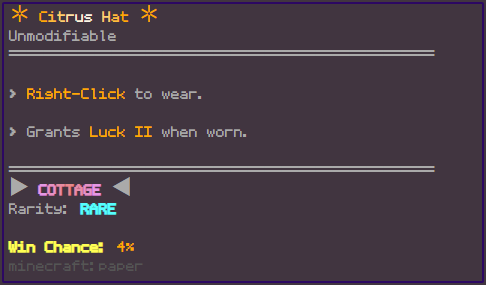 Citrus Hat
Unmodifiable
> Risht-Click to wear.
> Grants Luck II when worn.
COTTAGE
Rarity: RARE
Win Chance: 4%
minecraft:paper